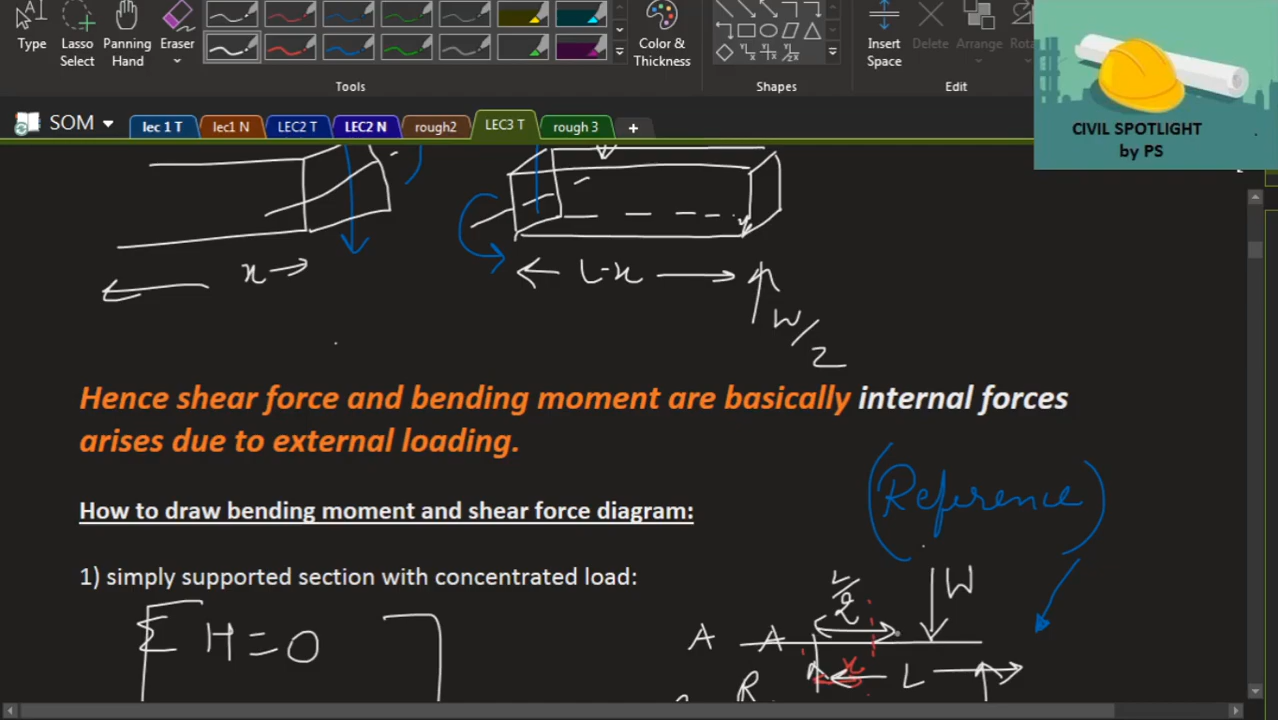 Type
Lasso Select
Panning Hand
Eraser
Color & Thickness
Insert Space
Delete
Arrange
Tools
Shapes
Edit
CIVIL SPOTLIGHT
by PS
SOM
lec 1 T
lec1 N
LEC2 T
LEC2 N
rough2
LEC3 T
rough 3
x
L-x
W/2
Hence shear force and bending moment are basically internal forces
arises due to external loading.
(Reference)
How to draw bending moment and shear force diagram:
1) simply supported section with concentrated load:
L/2
W
Σ H = 0
A
A
x
L
R